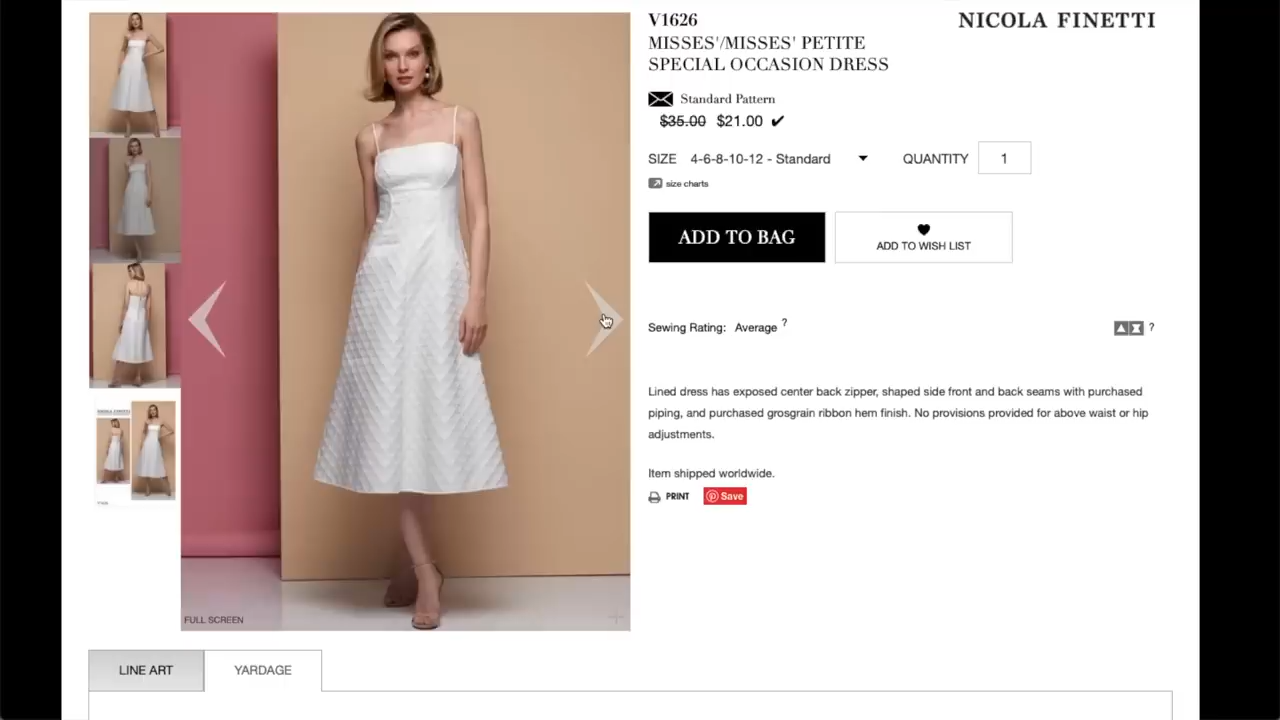 V1626
NICOLA FINETTI
MISSES'/MISSES' PETITE
SPECIAL OCCASION DRESS
Standard Pattern
$35.00 $21.00 ✔
SIZE 4-6-8-10-12 - Standard QUANTITY 1
size charts
ADD TO BAG
ADD TO WISH LIST
Sewing Rating: Average ?
?
Lined dress has exposed center back zipper, shaped side front and back seams with purchased
piping, and purchased grosgrain ribbon hem finish. No provisions provided for above waist or hip
adjustments.
Item shipped worldwide.
PRINT Save
NICOLA FINETTI
FULL SCREEN
LINE ART YARDAGE